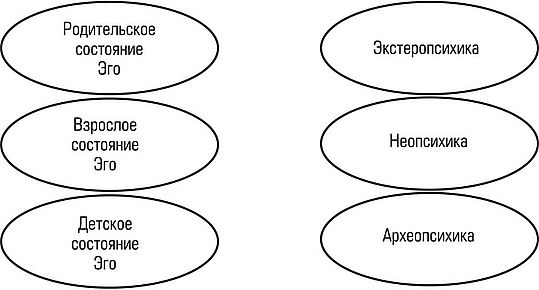 Родительское
состояние
Эго
Экстеропсихика
Взрослое
состояние
Эго
Неопсихика
Детское
состояние
Эго
Археопсихика